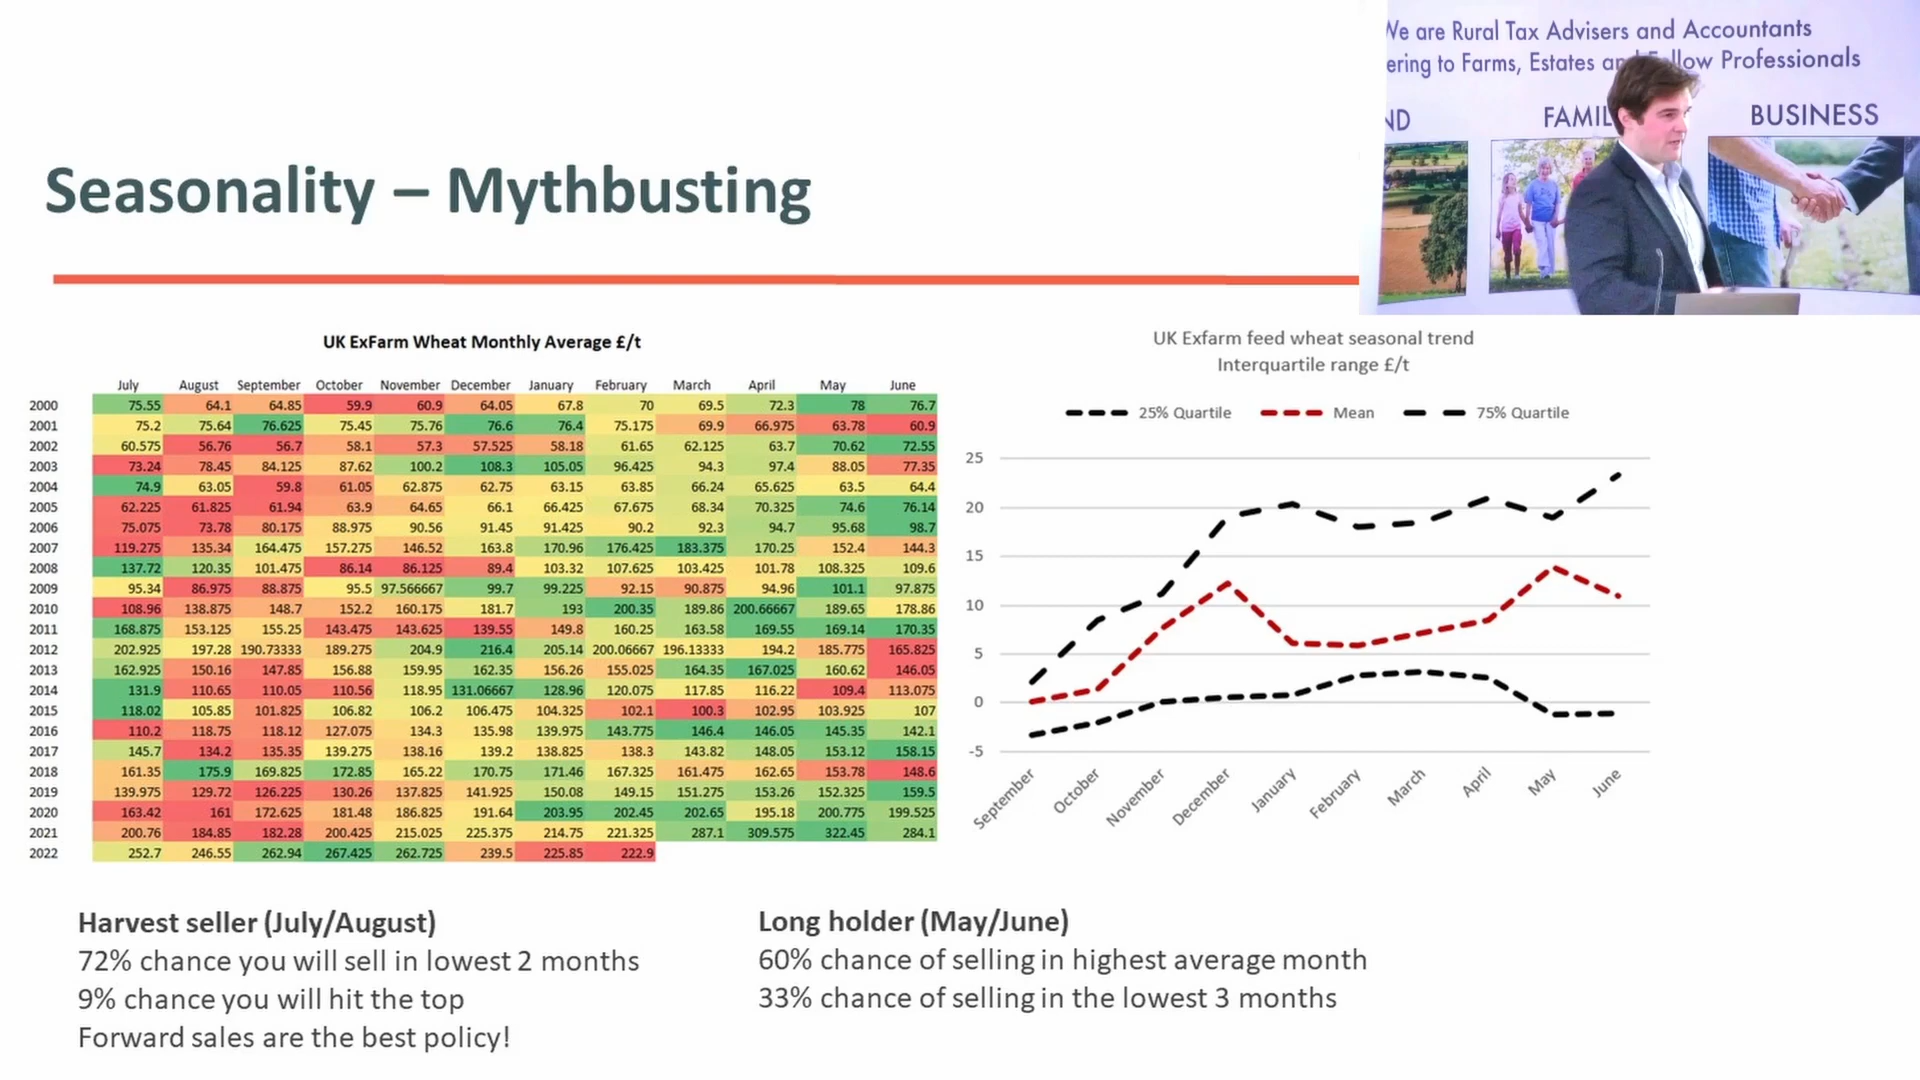 We are Rural Tax Advisers and Accountants
ering to Farms, Estates and Fellow Professionals
ND FAMIL BUSINESS
Seasonality – Mythbusting
UK ExFarm Wheat Monthly Average £/t
July August September October November December January February March April May June
2000 75.55 64.1 64.85 59.9 60.9 64.05 67.8 70 69.5 72.3 78 76.7
2001 75.2 75.64 76.625 75.45 75.76 76.6 76.4 75.175 69.9 66.975 63.78 60.9
2002 60.575 56.76 56.7 58.1 57.3 57.525 58.18 61.65 62.125 63.7 70.62 72.55
2003 73.24 78.45 84.125 87.62 100.2 108.3 105.05 96.425 94.3 97.4 88.05 77.35
2004 74.9 63.05 59.8 61.05 62.875 62.75 63.15 63.85 66.24 65.625 63.5 64.4
2005 62.225 61.825 61.94 63.9 64.65 66.1 66.425 67.675 68.34 70.325 74.6 76.14
2006 75.075 73.78 80.175 88.975 90.56 91.45 91.425 90.2 92.3 94.7 95.68 98.7
2007 119.275 135.34 164.475 157.275 146.52 163.8 170.96 176.425 183.375 170.25 152.4 144.3
2008 137.72 120.35 101.475 86.14 86.125 89.4 103.32 107.625 103.425 101.78 108.325 109.6
2009 95.34 86.975 88.875 95.5 97.566667 99.7 99.225 92.15 90.875 94.96 101.1 97.875
2010 108.96 138.875 148.7 152.2 160.175 181.7 193 200.35 189.86 200.66667 189.65 178.86
2011 168.875 153.125 155.25 143.475 143.625 139.55 149.8 160.25 163.58 169.55 169.14 170.35
2012 202.925 197.28 190.73333 189.275 204.9 216.4 205.14 200.06667 196.13333 194.2 185.775 165.825
2013 162.925 150.16 147.85 156.88 159.95 162.35 156.26 155.025 164.35 167.025 160.62 146.05
2014 131.9 110.65 110.05 110.56 118.95 131.06667 128.96 120.075 117.85 116.22 109.4 113.075
2015 118.02 105.85 101.825 106.82 106.2 106.475 104.325 102.1 100.3 102.95 103.925 107
2016 110.2 118.75 118.12 127.075 134.3 135.98 139.975 143.775 146.4 146.05 145.35 142.1
2017 145.7 134.2 135.35 139.275 138.16 139.2 138.825 138.3 143.82 148.05 153.12 158.15
2018 161.35 175.9 169.825 172.85 165.22 170.75 171.46 167.325 161.475 162.65 153.78 148.6
2019 139.975 129.72 126.225 130.26 137.825 141.925 150.08 149.15 151.275 153.26 152.325 159.5
2020 163.42 161 172.625 181.48 186.825 191.64 203.95 202.45 202.65 195.18 200.775 199.525
2021 200.76 184.85 182.28 200.425 215.025 225.375 214.75 221.325 287.1 309.575 322.45 284.1
2022 252.7 246.55 262.94 267.425 262.725 239.5 225.85 222.9
UK Exfarm feed wheat seasonal trend
Interquartile range £/t
25% Quartile Mean 75% Quartile
25
20
15
10
5
0
-5
September October November December January February March April May June
Harvest seller (July/August)
72% chance you will sell in lowest 2 months
9% chance you will hit the top
Forward sales are the best policy!
Long holder (May/June)
60% chance of selling in highest average month
33% chance of selling in the lowest 3 months